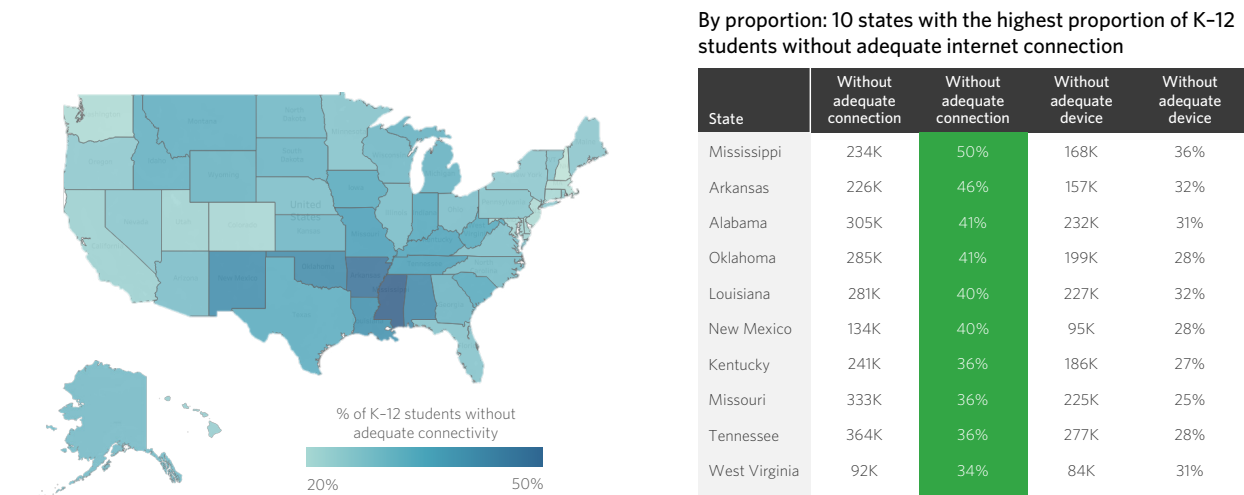 By proportion: 10 states with the highest proportion of K–12
students without adequate internet connection
State
Without adequate connection
Without adequate connection
Without adequate device
Without adequate device
Mississippi 234K 50% 168K 36%
Arkansas 226K 46% 157K 32%
Alabama 305K 41% 232K 31%
Oklahoma 285K 41% 199K 28%
Louisiana 281K 40% 227K 32%
New Mexico 134K 40% 95K 28%
Kentucky 241K 36% 186K 27%
Missouri 333K 36% 225K 25%
Tennessee 364K 36% 277K 28%
West Virginia 92K 34% 84K 31%
United
States
% of K–12 students without
adequate connectivity
20% 50%